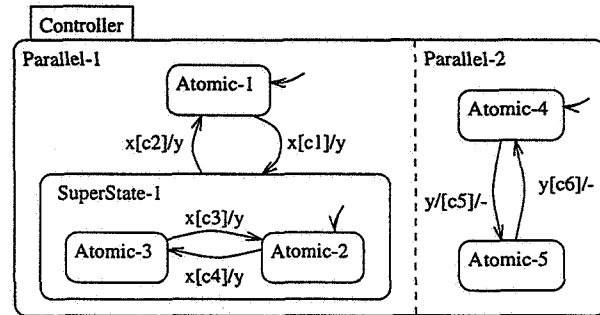 Controller
Parallel-1
Parallel-2
Atomic-1
Atomic-4
x[c2]/y
x[c1]/y
SuperState-1
y/[c5]/-
y[c6]/-
x[c3]/y
Atomic-3
Atomic-2
x[c4]/y
Atomic-5